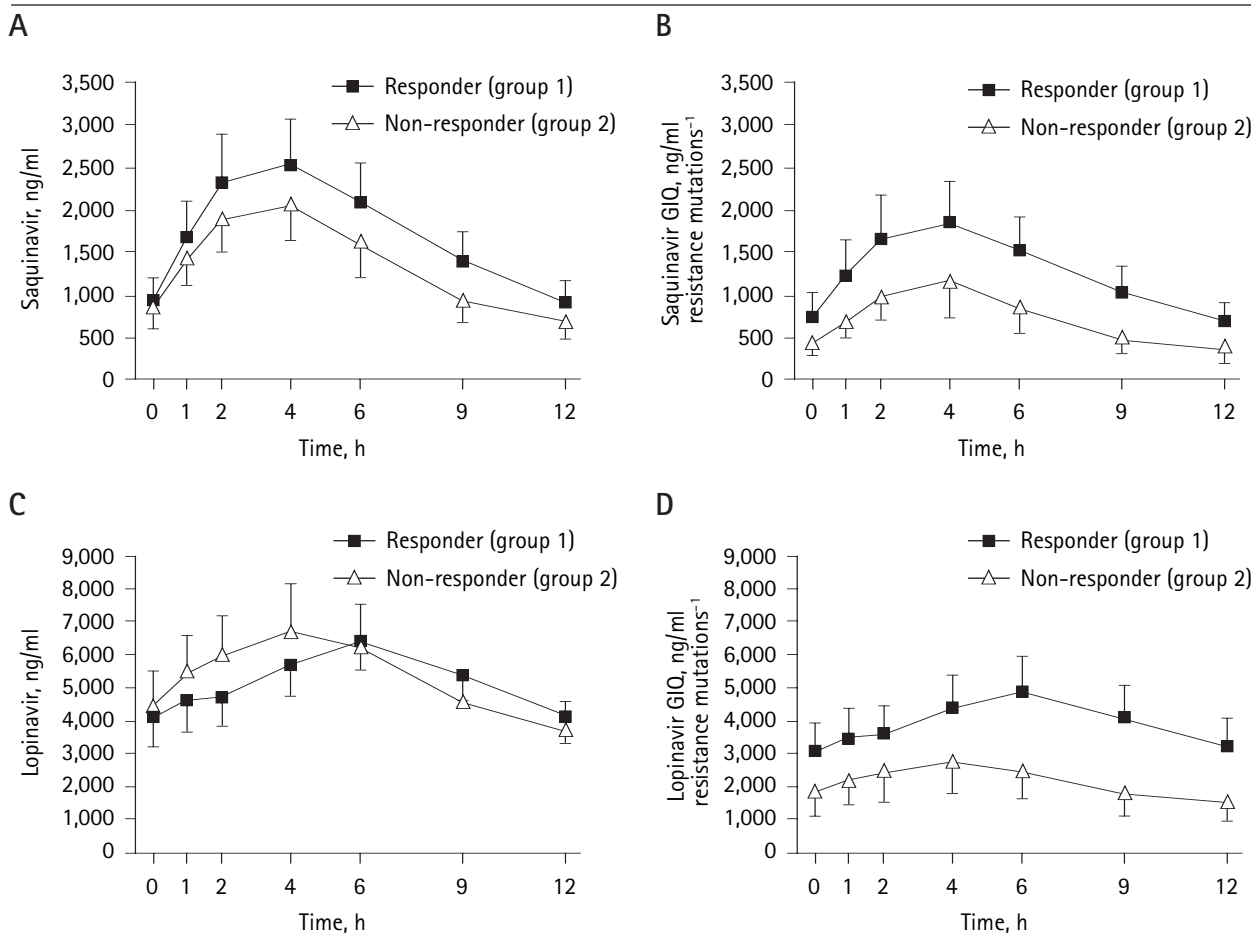 A
3,500
3,000
2,500
2,000
1,500
1,000
500
0
Saquinavir, ng/ml
Responder (group 1)
Non-responder (group 2)
0 1 2 4 6 9 12
Time, h
B
3,500
3,000
2,500
2,000
1,500
1,000
500
0
Saquinavir GIQ, ng/ml
resistance mutations⁻¹
Responder (group 1)
Non-responder (group 2)
0 1 2 4 6 9 12
Time, h
C
9,000
8,000
7,000
6,000
5,000
4,000
3,000
2,000
1,000
0
Lopinavir, ng/ml
Responder (group 1)
Non-responder (group 2)
0 1 2 4 6 9 12
Time, h
D
9,000
8,000
7,000
6,000
5,000
4,000
3,000
2,000
1,000
0
Lopinavir GIQ, ng/ml
resistance mutations⁻¹
Responder (group 1)
Non-responder (group 2)
0 1 2 4 6 9 12
Time, h